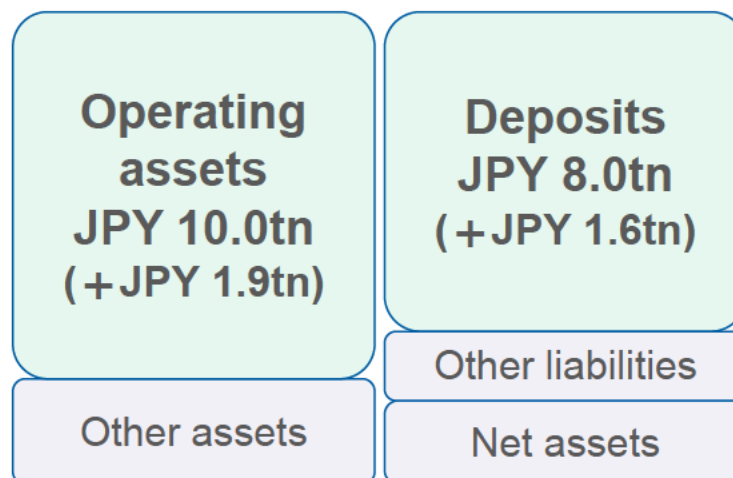 Operating
assets
JPY 10.0tn
(+JPY 1.9tn)
Other assets
Deposits
JPY 8.0tn
(+JPY 1.6tn)
Other liabilities
Net assets